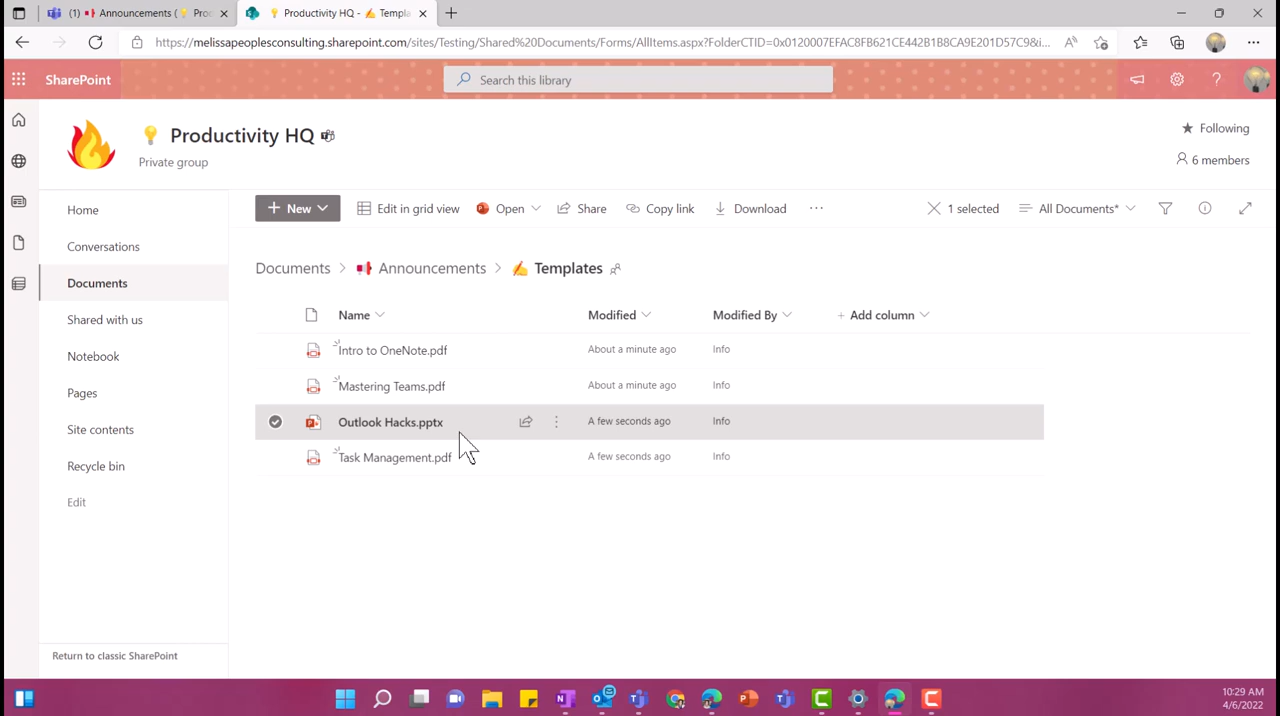 (1) Announcements ( Proc
Productivity HQ - Templa
https://melissapeoplesconsulting.sharepoint.com/sites/Testing/Shared%20Documents/Forms/AllItems.aspx?FolderCTID=0x0120007EFAC8FB621CE442B1B8CA9E201D57C9&i...
SharePoint
Search this library
Productivity HQ
Private group
Following
6 members
Home
Conversations
Documents
Shared with us
Notebook
Pages
Site contents
Recycle bin
Edit
Return to classic SharePoint
New Edit in grid view Open Share Copy link Download ... 1 selected All Documents*
Documents > Announcements > Templates
Name Modified Modified By + Add column
Intro to OneNote.pdf About a minute ago Info
Mastering Teams.pdf About a minute ago Info
Outlook Hacks.pptx A few seconds ago Info
Task Management.pdf A few seconds ago Info
10:29 AM
4/6/2022